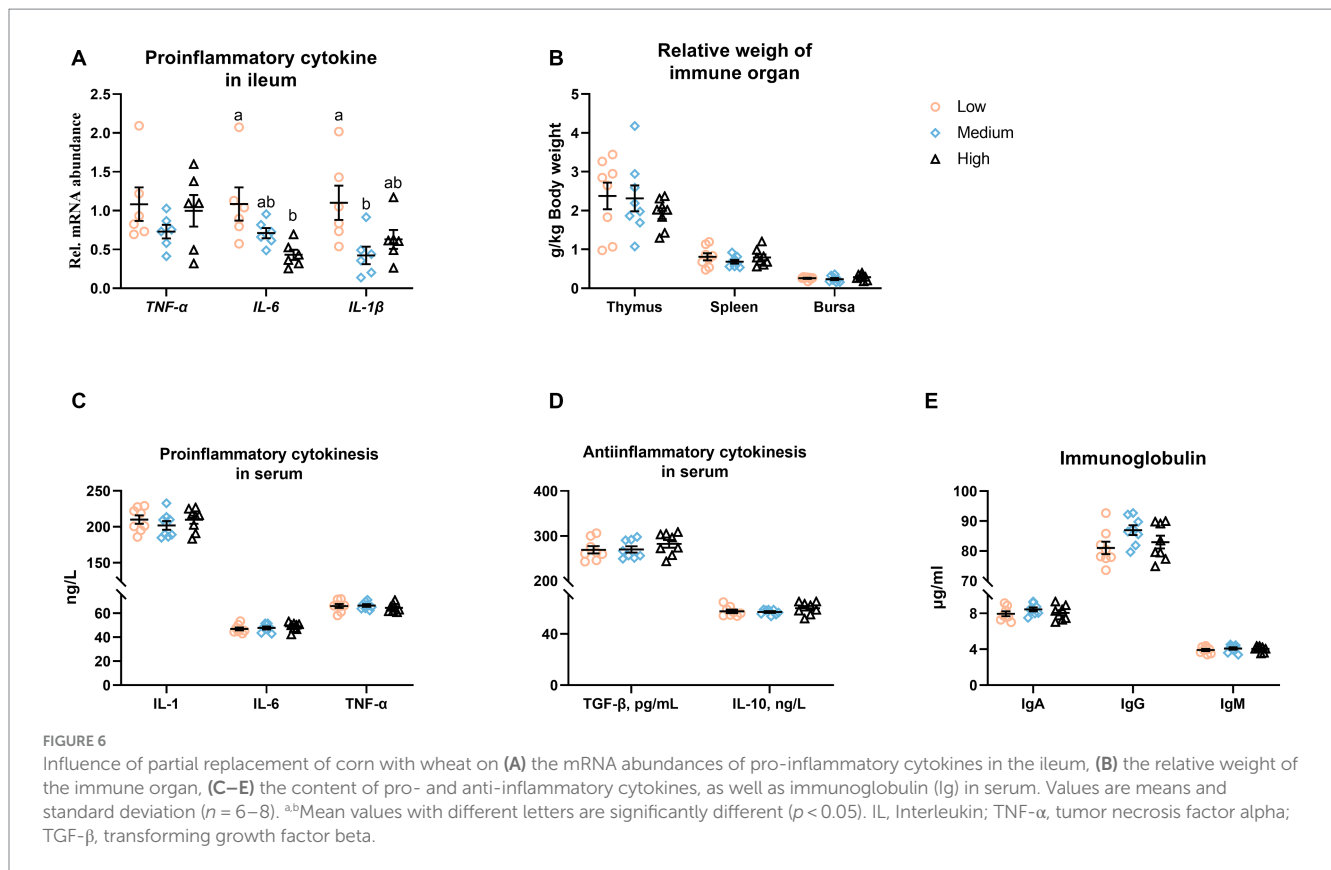 A
Proinflammatory cytokine
in ileum
Rel. mRNA abundance
2.5
2.0
1.5
1.0
0.5
0.0
a
ab
b
a
b
ab
TNF-α
IL-6
IL-1β
B
Relative weigh of
immune organ
g/kg Body weight
5
4
3
2
1
0
Thymus
Spleen
Bursa
Low
Medium
High
C
Proinflammatory cytokinesis
in serum
ng/L
250
200
150
60
40
20
0
IL-1
IL-6
TNF-α
D
Antiinflammatory cytokinesis
in serum
400
300
200
40
0
TGF-β, pg/mL
IL-10, ng/L
E
Immunoglobulin
μg/ml
100
90
80
70
8
4
0
IgA
IgG
IgM
FIGURE 6
Influence of partial replacement of corn with wheat on (A) the mRNA abundances of pro-inflammatory cytokines in the ileum, (B) the relative weight of
the immune organ, (C–E) the content of pro- and anti-inflammatory cytokines, as well as immunoglobulin (Ig) in serum. Values are means and
standard deviation (n = 6–8). a,bMean values with different letters are significantly different (p < 0.05). IL, Interleukin; TNF-α, tumor necrosis factor alpha;
TGF-β, transforming growth factor beta.